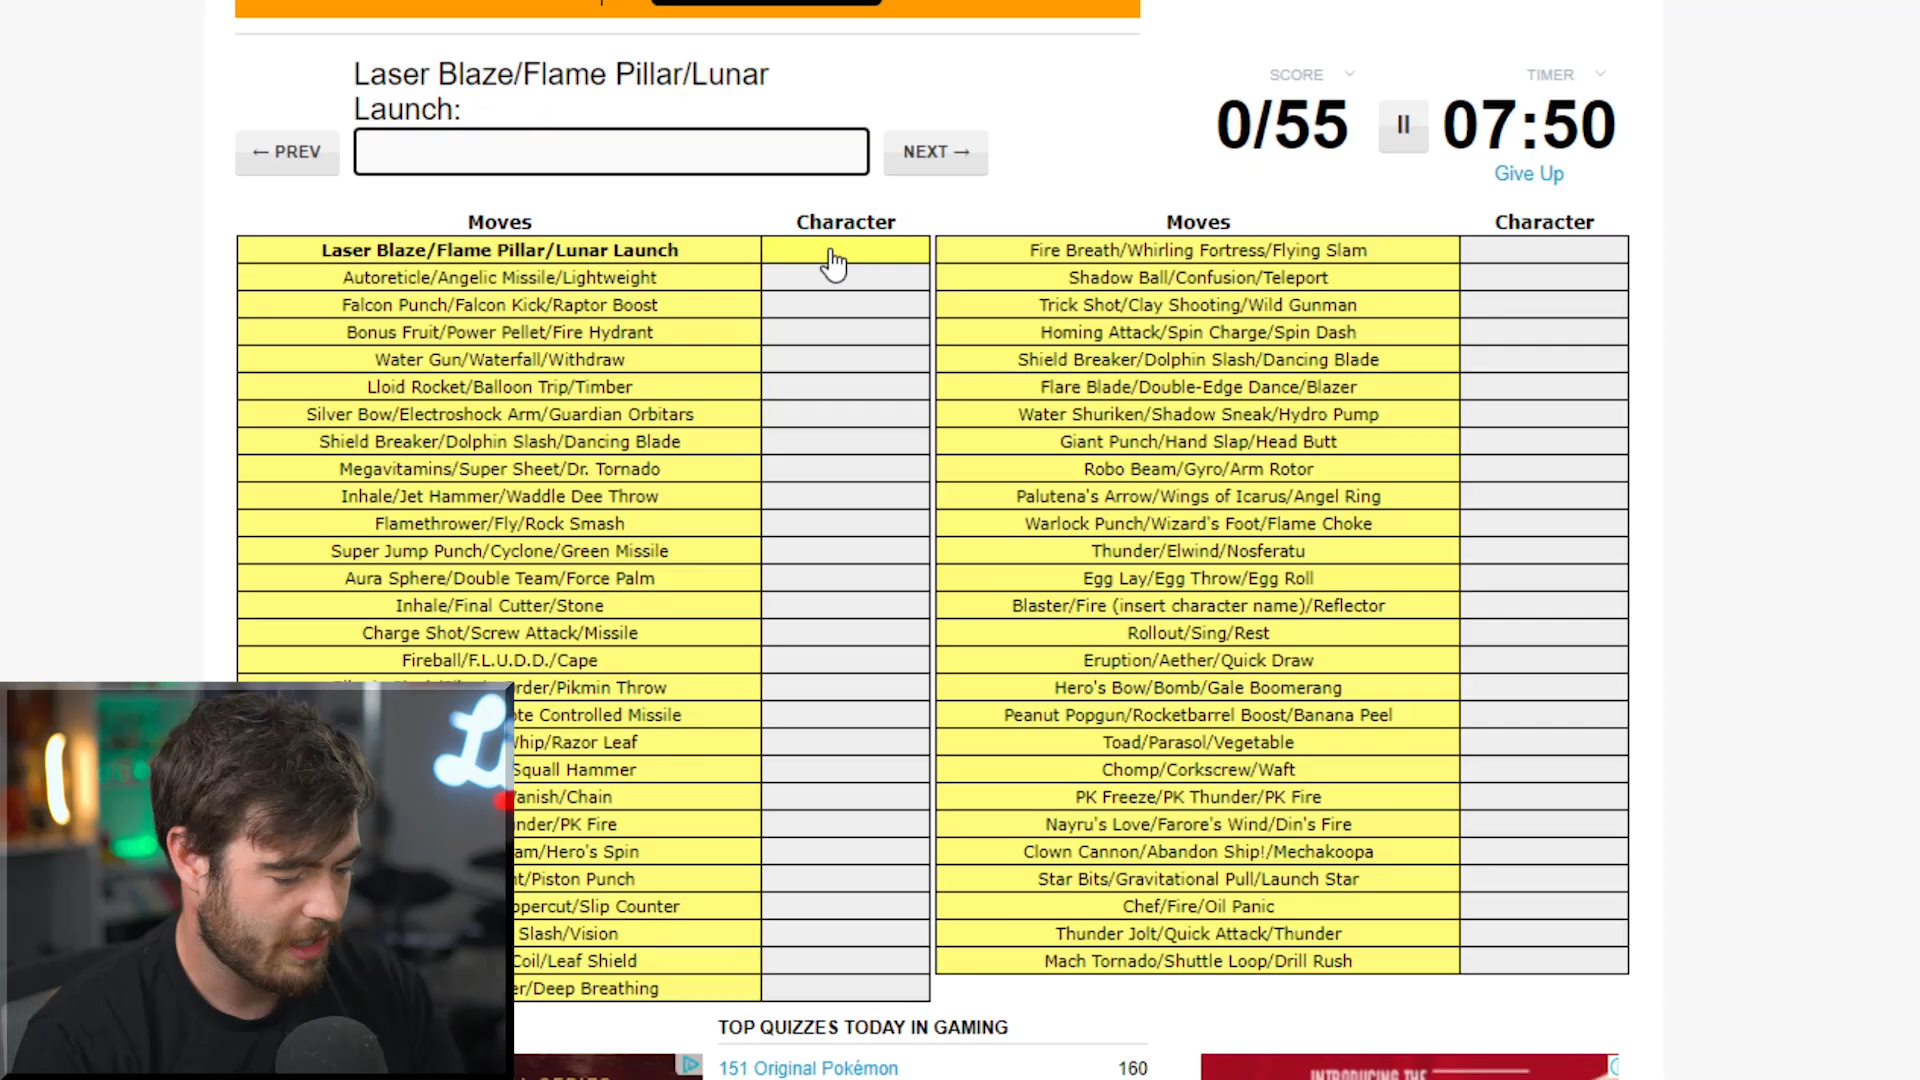 Laser Blaze/Flame Pillar/Lunar
Launch:
← PREV
NEXT →
SCORE
0/55
TIMER
07:50
Give Up
Moves Character
Laser Blaze/Flame Pillar/Lunar Launch
Autoreticle/Angelic Missile/Lightweight
Falcon Punch/Falcon Kick/Raptor Boost
Bonus Fruit/Power Pellet/Fire Hydrant
Water Gun/Waterfall/Withdraw
Lloid Rocket/Balloon Trip/Timber
Silver Bow/Electroshock Arm/Guardian Orbitars
Shield Breaker/Dolphin Slash/Dancing Blade
Megavitamins/Super Sheet/Dr. Tornado
Inhale/Jet Hammer/Waddle Dee Throw
Flamethrower/Fly/Rock Smash
Super Jump Punch/Cyclone/Green Missile
Aura Sphere/Double Team/Force Palm
Inhale/Final Cutter/Stone
Charge Shot/Screw Attack/Missile
Fireball/F.L.U.D.D./Cape
/Pikmin Throw
Controlled Missile
/Razor Leaf
Squall Hammer
/Chain
/PK Fire
/Hero's Spin
/Piston Punch
/Slip Counter
Slash/Vision
/Leaf Shield
/Deep Breathing
Moves Character
Fire Breath/Whirling Fortress/Flying Slam
Shadow Ball/Confusion/Teleport
Trick Shot/Clay Shooting/Wild Gunman
Homing Attack/Spin Charge/Spin Dash
Shield Breaker/Dolphin Slash/Dancing Blade
Flare Blade/Double-Edge Dance/Blazer
Water Shuriken/Shadow Sneak/Hydro Pump
Giant Punch/Hand Slap/Head Butt
Robo Beam/Gyro/Arm Rotor
Palutena's Arrow/Wings of Icarus/Angel Ring
Warlock Punch/Wizard's Foot/Flame Choke
Thunder/Elwind/Nosferatu
Egg Lay/Egg Throw/Egg Roll
Blaster/Fire (insert character name)/Reflector
Rollout/Sing/Rest
Eruption/Aether/Quick Draw
Hero's Bow/Bomb/Gale Boomerang
Peanut Popgun/Rocketbarrel Boost/Banana Peel
Toad/Parasol/Vegetable
Chomp/Corkscrew/Waft
PK Freeze/PK Thunder/PK Fire
Nayru's Love/Farore's Wind/Din's Fire
Clown Cannon/Abandon Ship!/Mechakoopa
Star Bits/Gravitational Pull/Launch Star
Chef/Fire/Oil Panic
Thunder Jolt/Quick Attack/Thunder
Mach Tornado/Shuttle Loop/Drill Rush
TOP QUIZZES TODAY IN GAMING
151 Original Pokémon 160
INTRODUCING THE